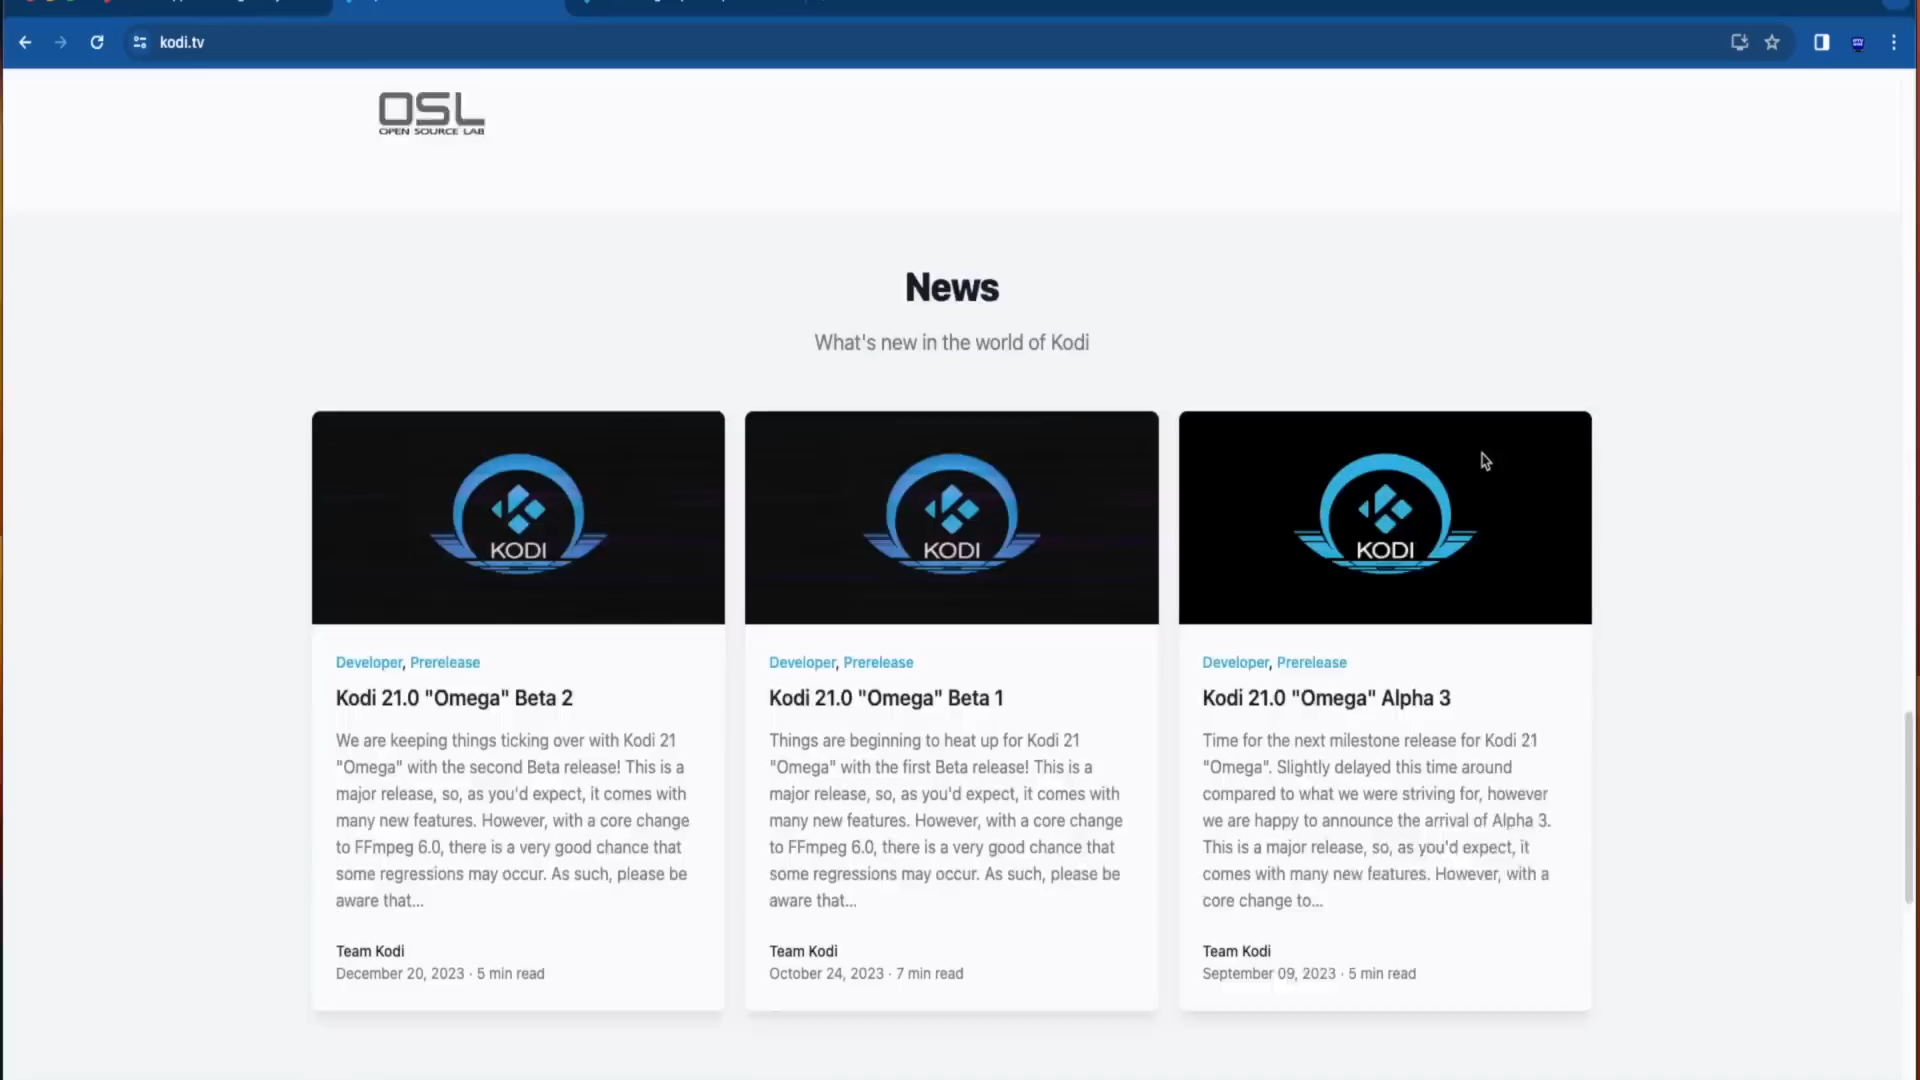 kodi.tv
OSL
OPEN SOURCE LAB
News
What's new in the world of Kodi
KODI
KODI
KODI
Developer, Prerelease
Kodi 21.0 "Omega" Beta 2
We are keeping things ticking over with Kodi 21
"Omega" with the second Beta release! This is a
major release, so, as you'd expect, it comes with
many new features. However, with a core change
to FFmpeg 6.0, there is a very good chance that
some regressions may occur. As such, please be
aware that...
Team Kodi
December 20, 2023 · 5 min read
Developer, Prerelease
Kodi 21.0 "Omega" Beta 1
Things are beginning to heat up for Kodi 21
"Omega" with the first Beta release! This is a
major release, so, as you'd expect, it comes with
many new features. However, with a core change
to FFmpeg 6.0, there is a very good chance that
some regressions may occur. As such, please be
aware that...
Team Kodi
October 24, 2023 · 7 min read
Developer, Prerelease
Kodi 21.0 "Omega" Alpha 3
Time for the next milestone release for Kodi 21
"Omega". Slightly delayed this time around
compared to what we were striving for, however
we are happy to announce the arrival of Alpha 3.
This is a major release, so, as you'd expect, it
comes with many new features. However, with a
core change to...
Team Kodi
September 09, 2023 · 5 min read